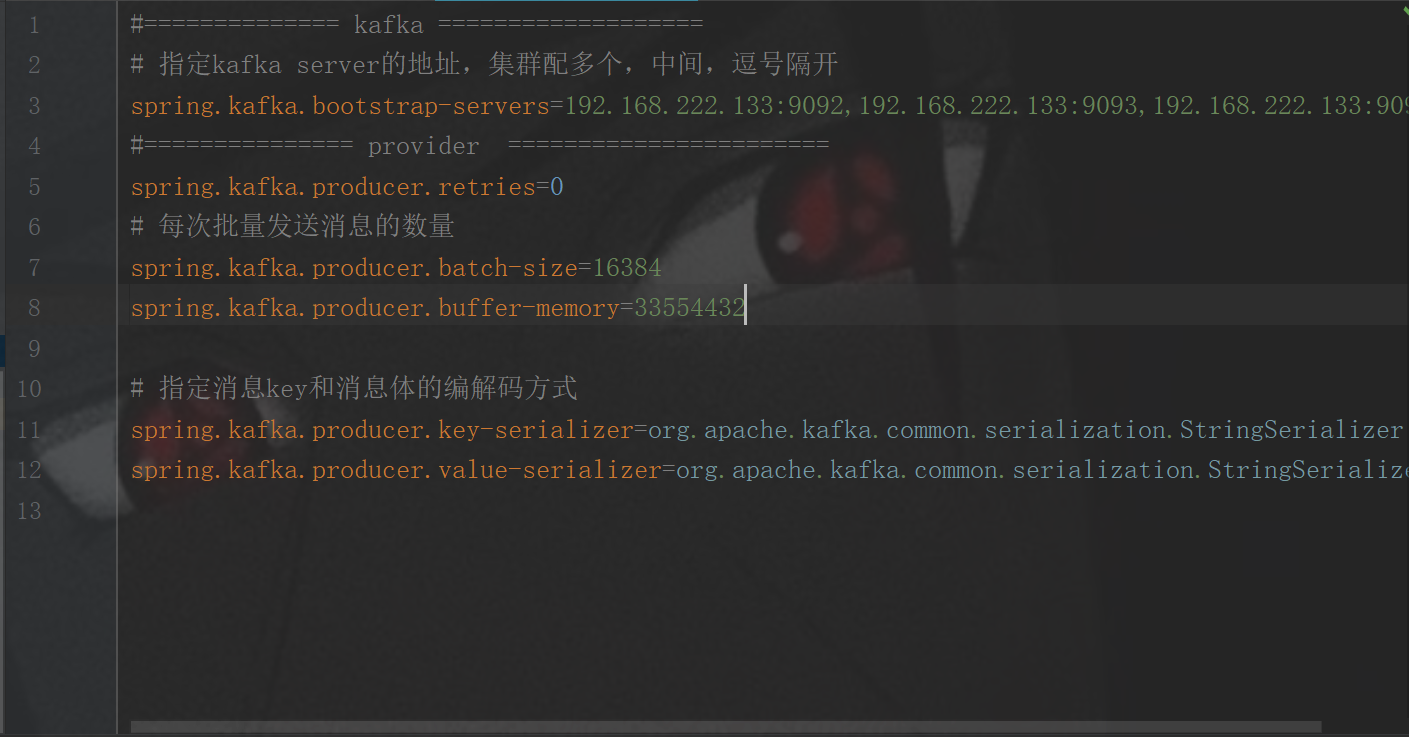 1 #============== kafka ===================
2 # 指定kafka server的地址，集群配多个，中间，逗号隔开
3 spring.kafka.bootstrap-servers=192.168.222.133:9092,192.168.222.133:9093,192.168.222.133:909
4 #=============== provider  =======================
5 spring.kafka.producer.retries=0
6 # 每次批量发送消息的数量
7 spring.kafka.producer.batch-size=16384
8 spring.kafka.producer.buffer-memory=33554432
9
10 # 指定消息key和消息体的编解码方式
11 spring.kafka.producer.key-serializer=org.apache.kafka.common.serialization.StringSerializer
12 spring.kafka.producer.value-serializer=org.apache.kafka.common.serialization.StringSerialize
13